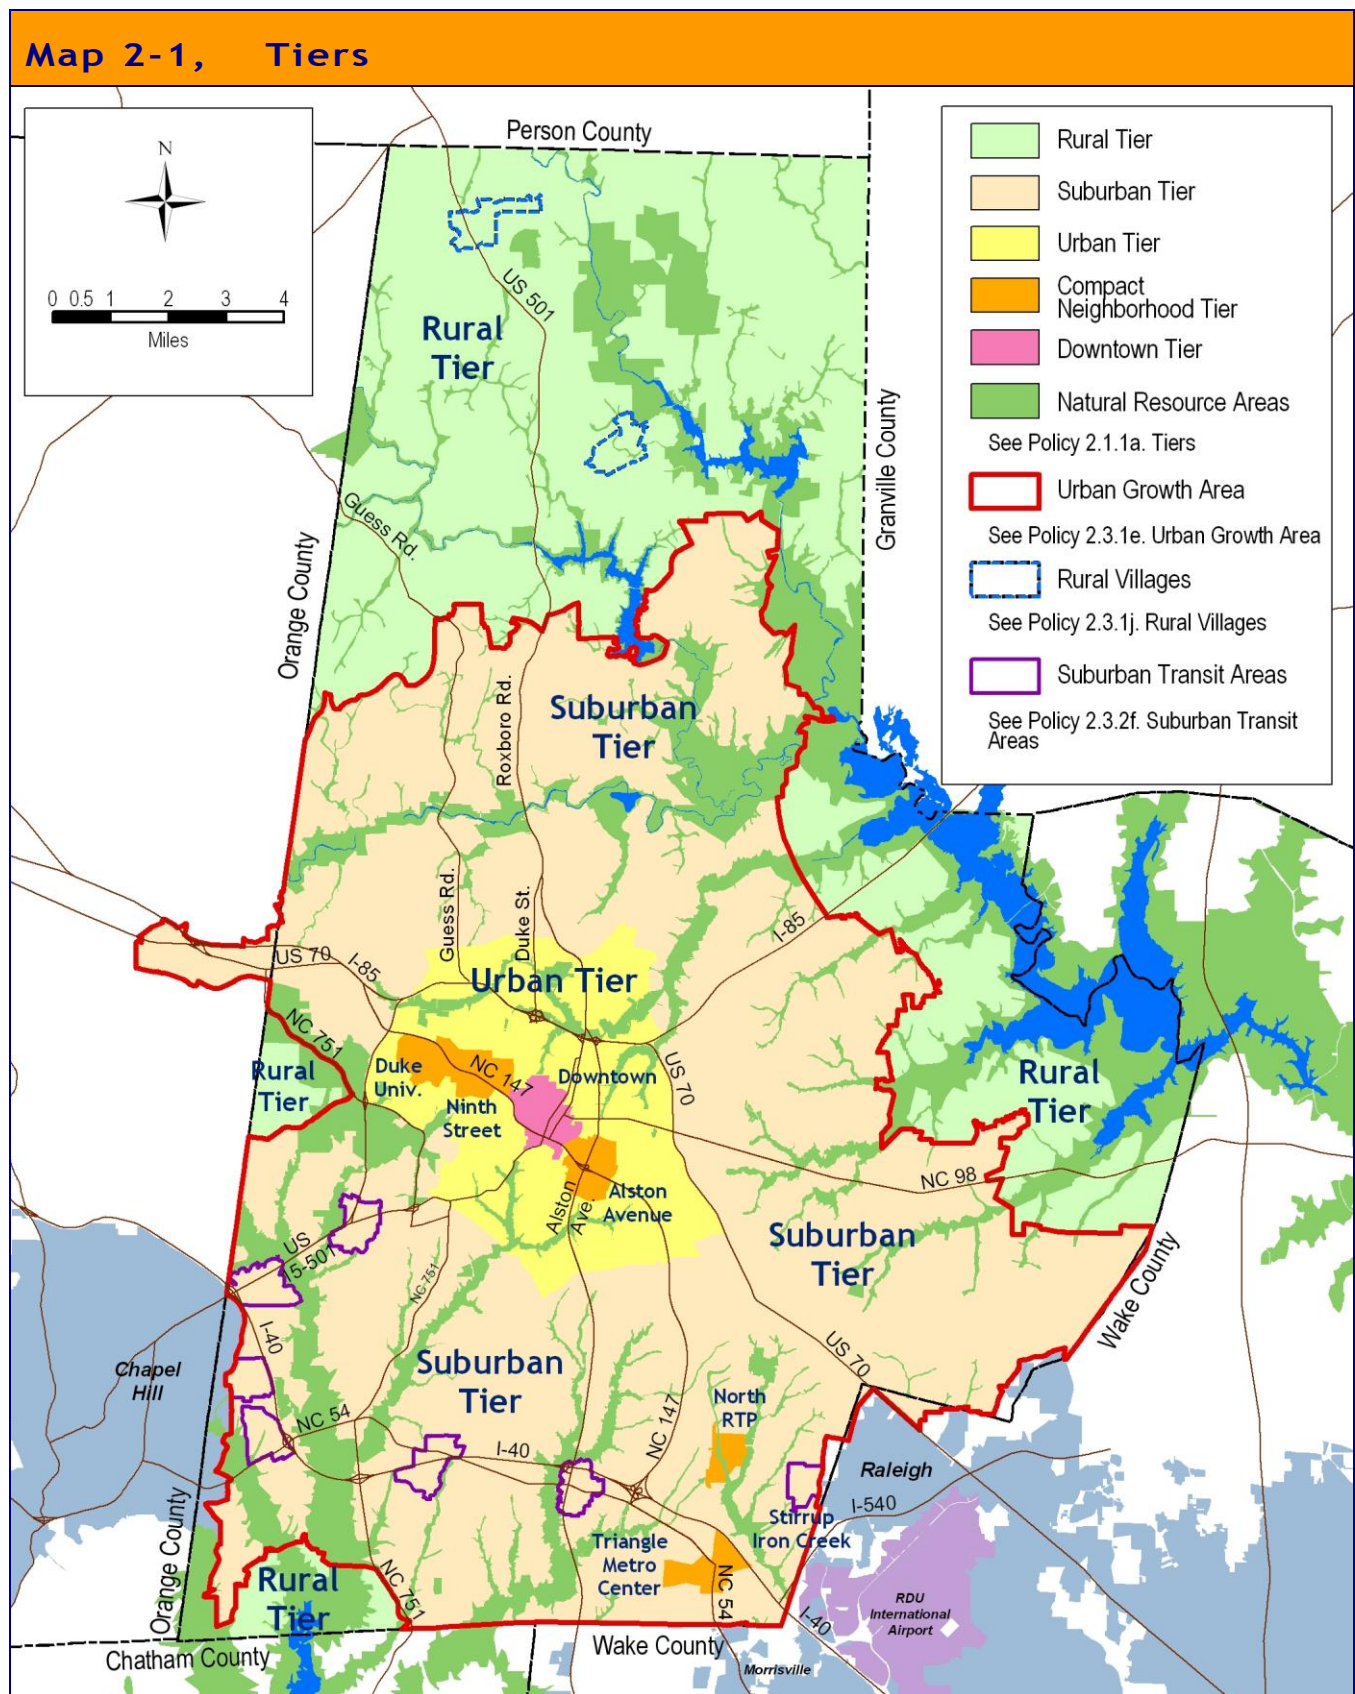 Map 2-1,    Tiers
N
0 0.5 1 2 3 4
Miles
Person County
Rural Tier
Suburban Tier
Urban Tier
Compact
Neighborhood Tier
Downtown Tier
Natural Resource Areas
See Policy 2.1.1a. Tiers
Urban Growth Area
See Policy 2.3.1e. Urban Growth Area
Rural Villages
See Policy 2.3.1j. Rural Villages
Suburban Transit Areas
See Policy 2.3.2f. Suburban Transit
Areas
US 501
Rural
Tier
Granville County
Guess Rd.
Orange County
Roxboro Rd.
Suburban
Tier
Guess Rd.
Duke St.
I-85
US 70
I-85
Urban Tier
NC 751
Rural
Tier
Duke
Univ.
NC 147
Downtown
US 70
Ninth
Street
Rural
Tier
NC 98
Alston
Ave.
Alston
Avenue
Suburban
Tier
US
15-501
NC 751
Wake County
I-40
Chapel
Hill
Suburban
Tier
US 70
North
RTP
NC 54
NC 147
I-40
Raleigh
I-540
Stirrup
Iron Creek
Orange County
Triangle
Metro
Center
NC 54
Rural
Tier
NC 751
I-40
RDU
International
Airport
Chatham County
Wake County
Morrisville